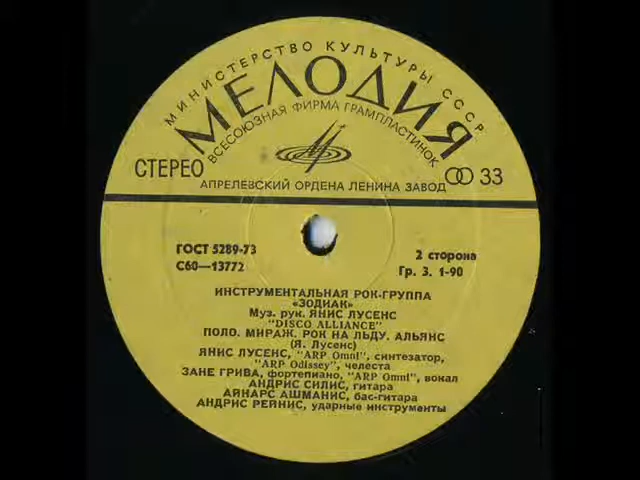 МИНИСТЕРСТВО КУЛЬТУРЫ СССР
МЕЛОДИЯ
ВСЕСОЮЗНАЯ ФИРМА ГРАМПЛАСТИНОК
СТЕРЕО
33
АПРЕЛЕВСКИЙ ОРДЕНА ЛЕНИНА ЗАВОД
ГОСТ 5289-73
2 сторона
С60—13772
Гр. 3. 1-90
ИНСТРУМЕНТАЛЬНАЯ РОК-ГРУППА
«ЗОДИАК»
Муз. рук. ЯНИС ЛУСЕНС
"DISCO ALLIANCE"
ПОЛО. МИРАЖ. РОК НА ЛЬДУ. АЛЬЯНС
(Я. Лусенс)
ЯНИС ЛУСЕНС, "ARP Omni", синтезатор,
"ARP Odissey", челеста
ЗАНЕ ГРИВА, фортепиано, "ARP Omni", вокал
АНДРИС СИЛИС, гитара
АЙНАРС АШМАНИС, бас-гитара
АНДРИС РЕЙНИС, ударные инструменты